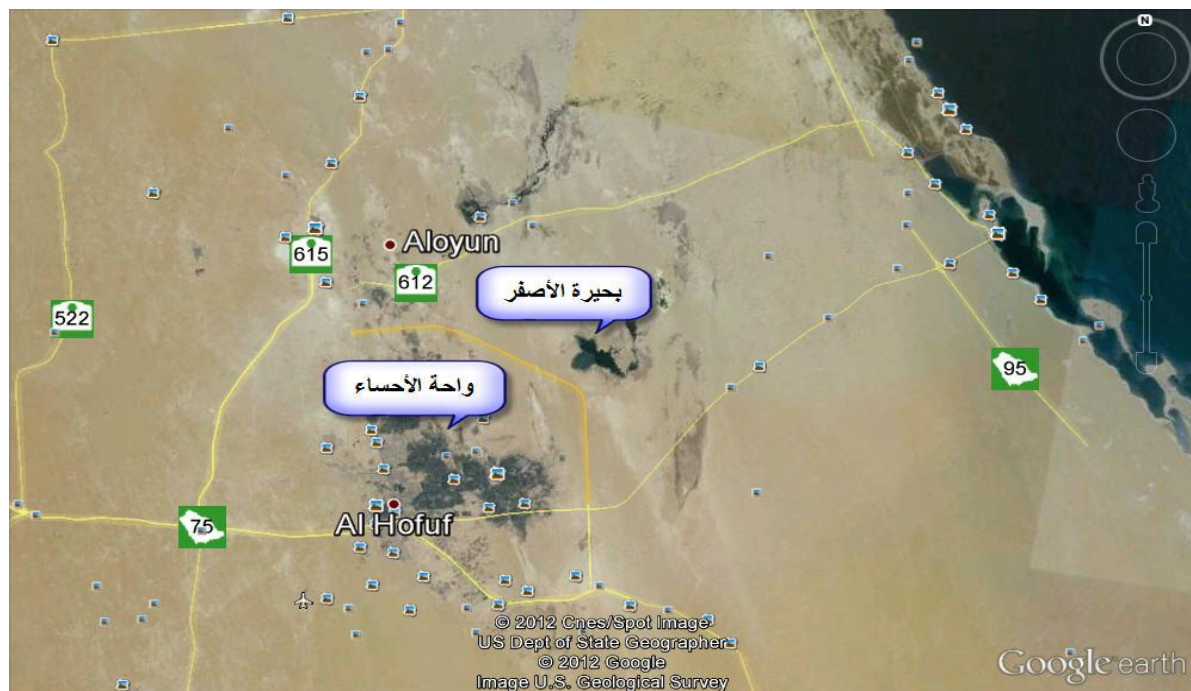 N
Aloyun
615
612
بحيرة الأصفر
522
واحة الأحساء
95
75
Al Hofuf
© 2012 Cnes/Spot Image
US Dept of State Geographer
© 2012 Google
Image U.S. Geological Survey
Google earth